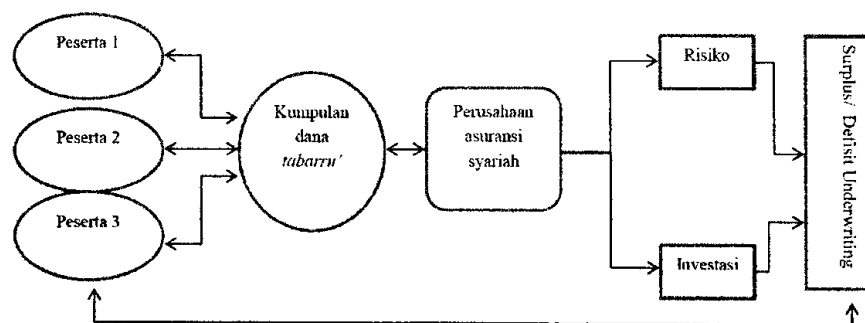 Peserta 1
Peserta 2
Peserta 3
Kumpulan
dana
tabarru'
Perusahaan
asuransi
syariah
Risiko
Investasi
Surplus/ Defisit Underwriting